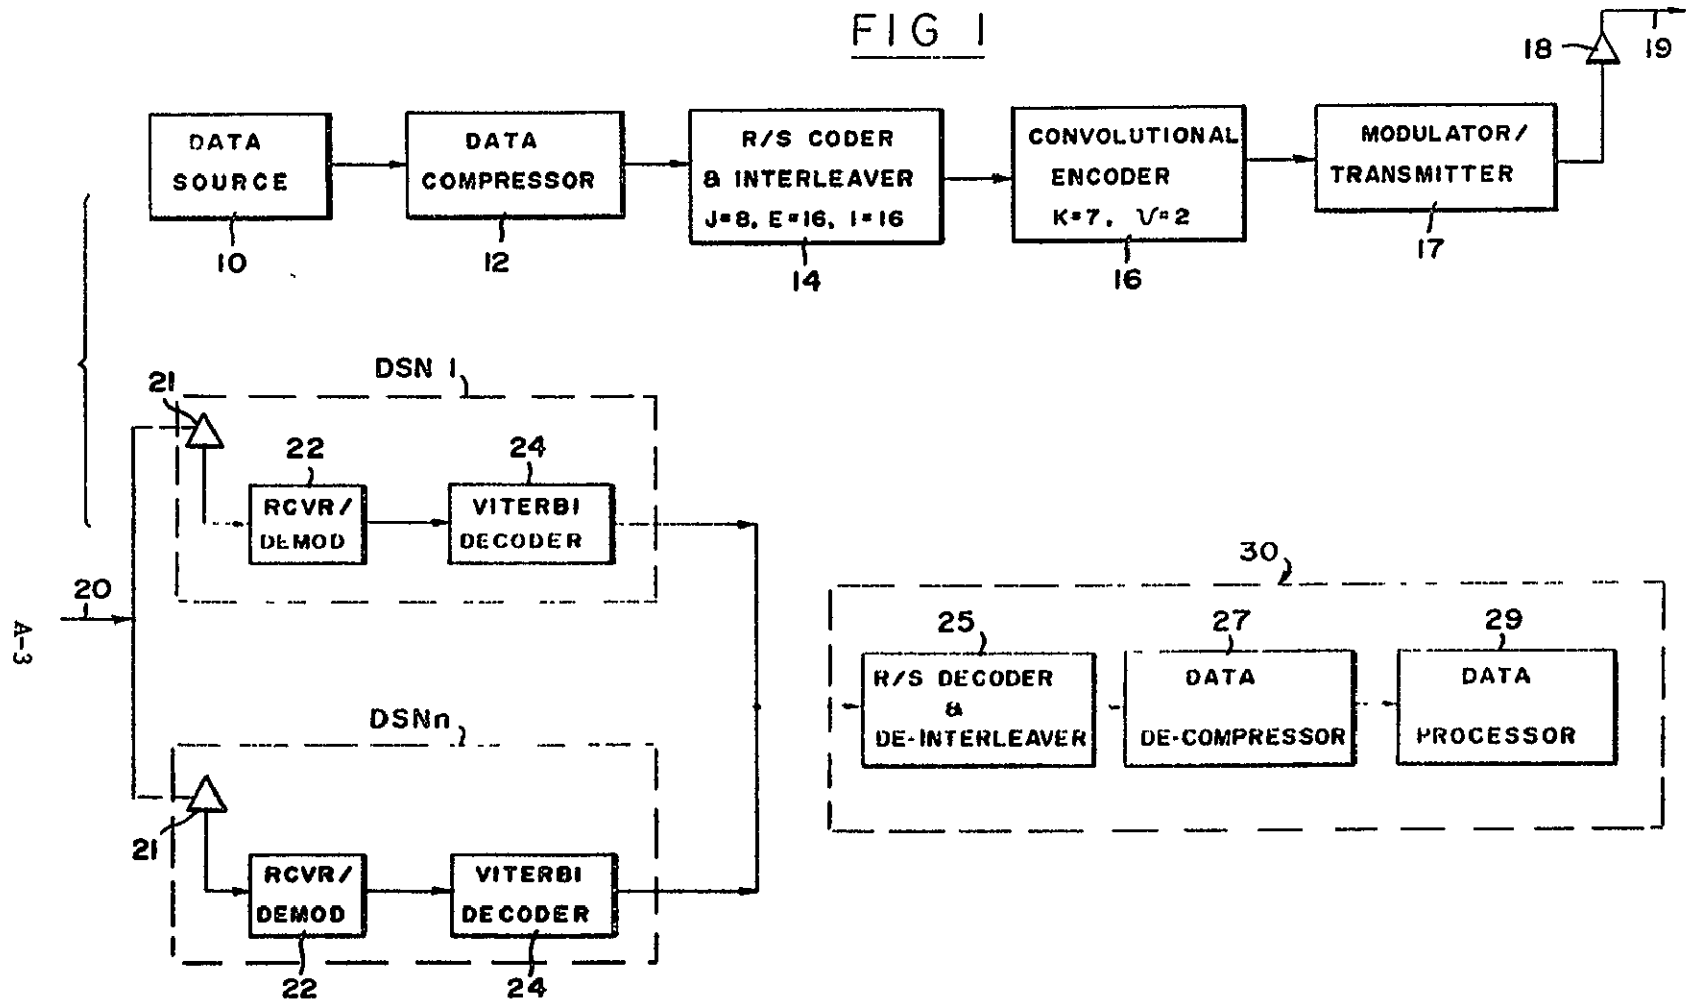 FIG 1
18
19
DATA
SOURCE
10
DATA
COMPRESSOR
12
R/S CODER
& INTERLEAVER
J=8, E=16, I=16
14
CONVOLUTIONAL
ENCODER
K=7, V=2
16
MODULATOR/
TRANSMITTER
17
DSN 1
21
22
RCVR/
DEMOD
24
VITERBI
DECODER
20
A-3
30
25
R/S DECODER
&
DE-INTERLEAVER
27
DATA
DE-COMPRESSOR
29
DATA
PROCESSOR
DSNn
21
RCVR/
DEMOD
22
VITERBI
DECODER
24